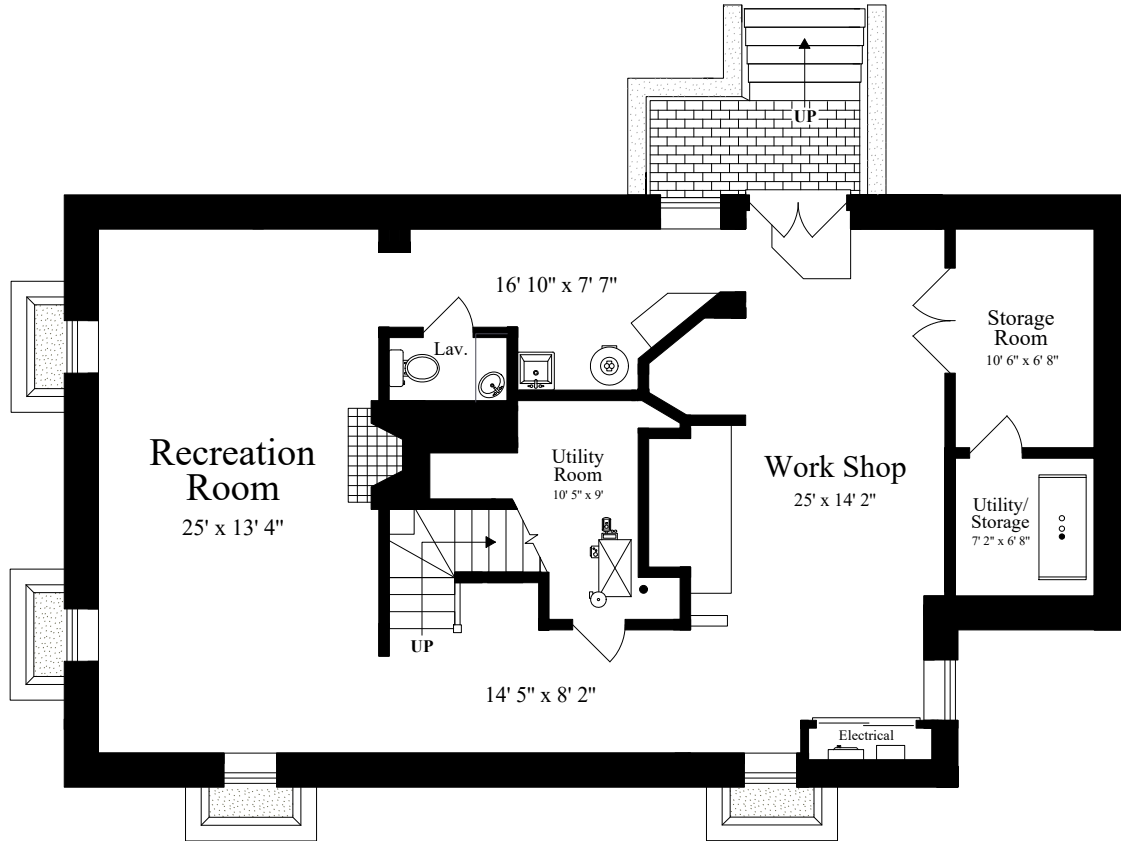 UP
16' 10" x 7' 7"
Storage
Room
10' 6" x 6' 8"
Lav.
Recreation
Room
25' x 13' 4"
Utility
Room
10' 5" x 9'
Work Shop
25' x 14' 2"
Utility/
Storage
7' 2" x 6' 8"
UP
14' 5" x 8' 2"
Electrical